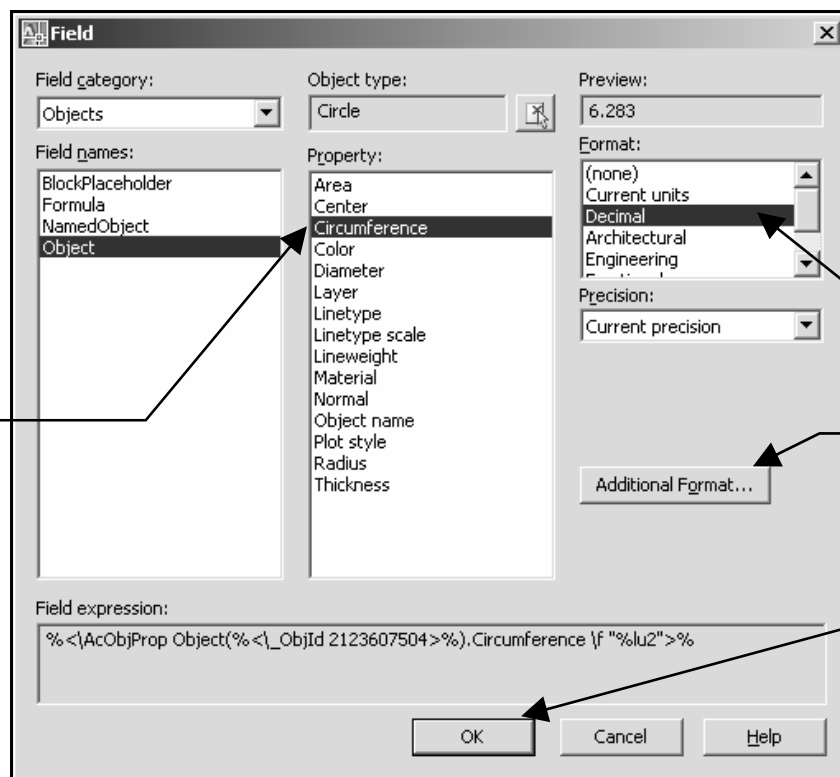 Field
Field category:
Objects
Field names:
BlockPlaceholder
Formula
NamedObject
Object
Object type:
Circle
Property:
Area
Center
Circumference
Color
Diameter
Layer
Linetype
Linetype scale
Lineweight
Material
Normal
Object name
Plot style
Radius
Thickness
Preview:
6.283
Format:
(none)
Current units
Decimal
Architectural
Engineering
Precision:
Current precision
Additional Format...
Field expression:
%<\AcObjProp Object(%<\_ObjId 2123607504>%).Circumference \f "%lu2">%
OK
Cancel
Help